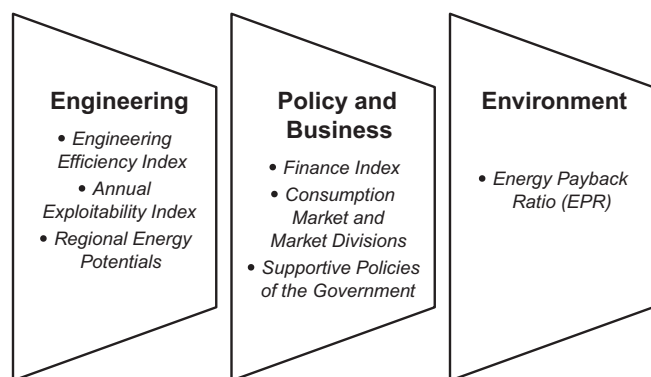 Engineering
• Engineering
Efficiency Index
• Annual
Exploitability Index
• Regional Energy
Potentials
Policy and
Business
• Finance Index
• Consumption
Market and
Market Divisions
• Supportive Policies
of the Government
Environment
• Energy Payback
Ratio (EPR)